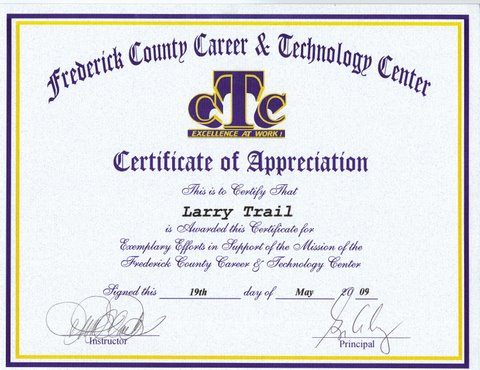 Frederick County Career & Technology Center
CTC
EXCELLENCE AT WORK!
Certificate of Appreciation
This is to Certify That
Larry Trail
is Awarded this Certificate for
Exemplary Efforts in Support of the Mission of the
Frederick County Career & Technology Center
Signed this 19th day of May 20 09
Instructor Principal